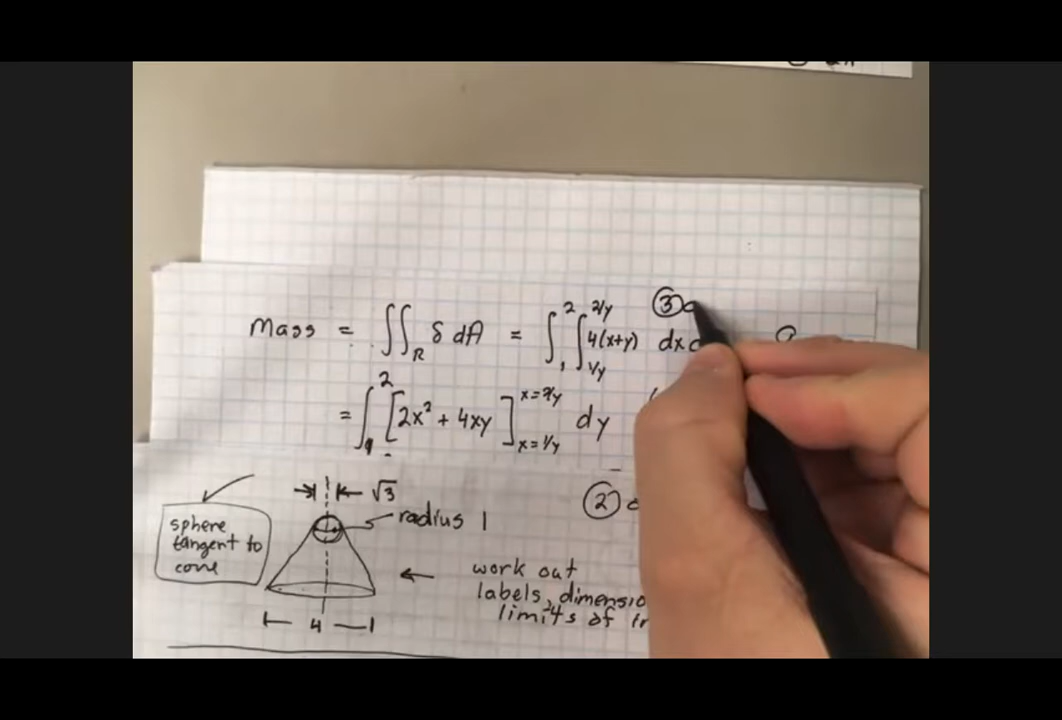 ③
Mass = ∬_R δ dA = ∫_1^2 ∫_{1/y}^{2/y} 4(x+y) dx
= ∫_1^2 [2x² + 4xy]_{x=1/y}^{x=2/y} dy
√3
②
radius 1
sphere
tangent to
cone
work out
labels,
limits of
4